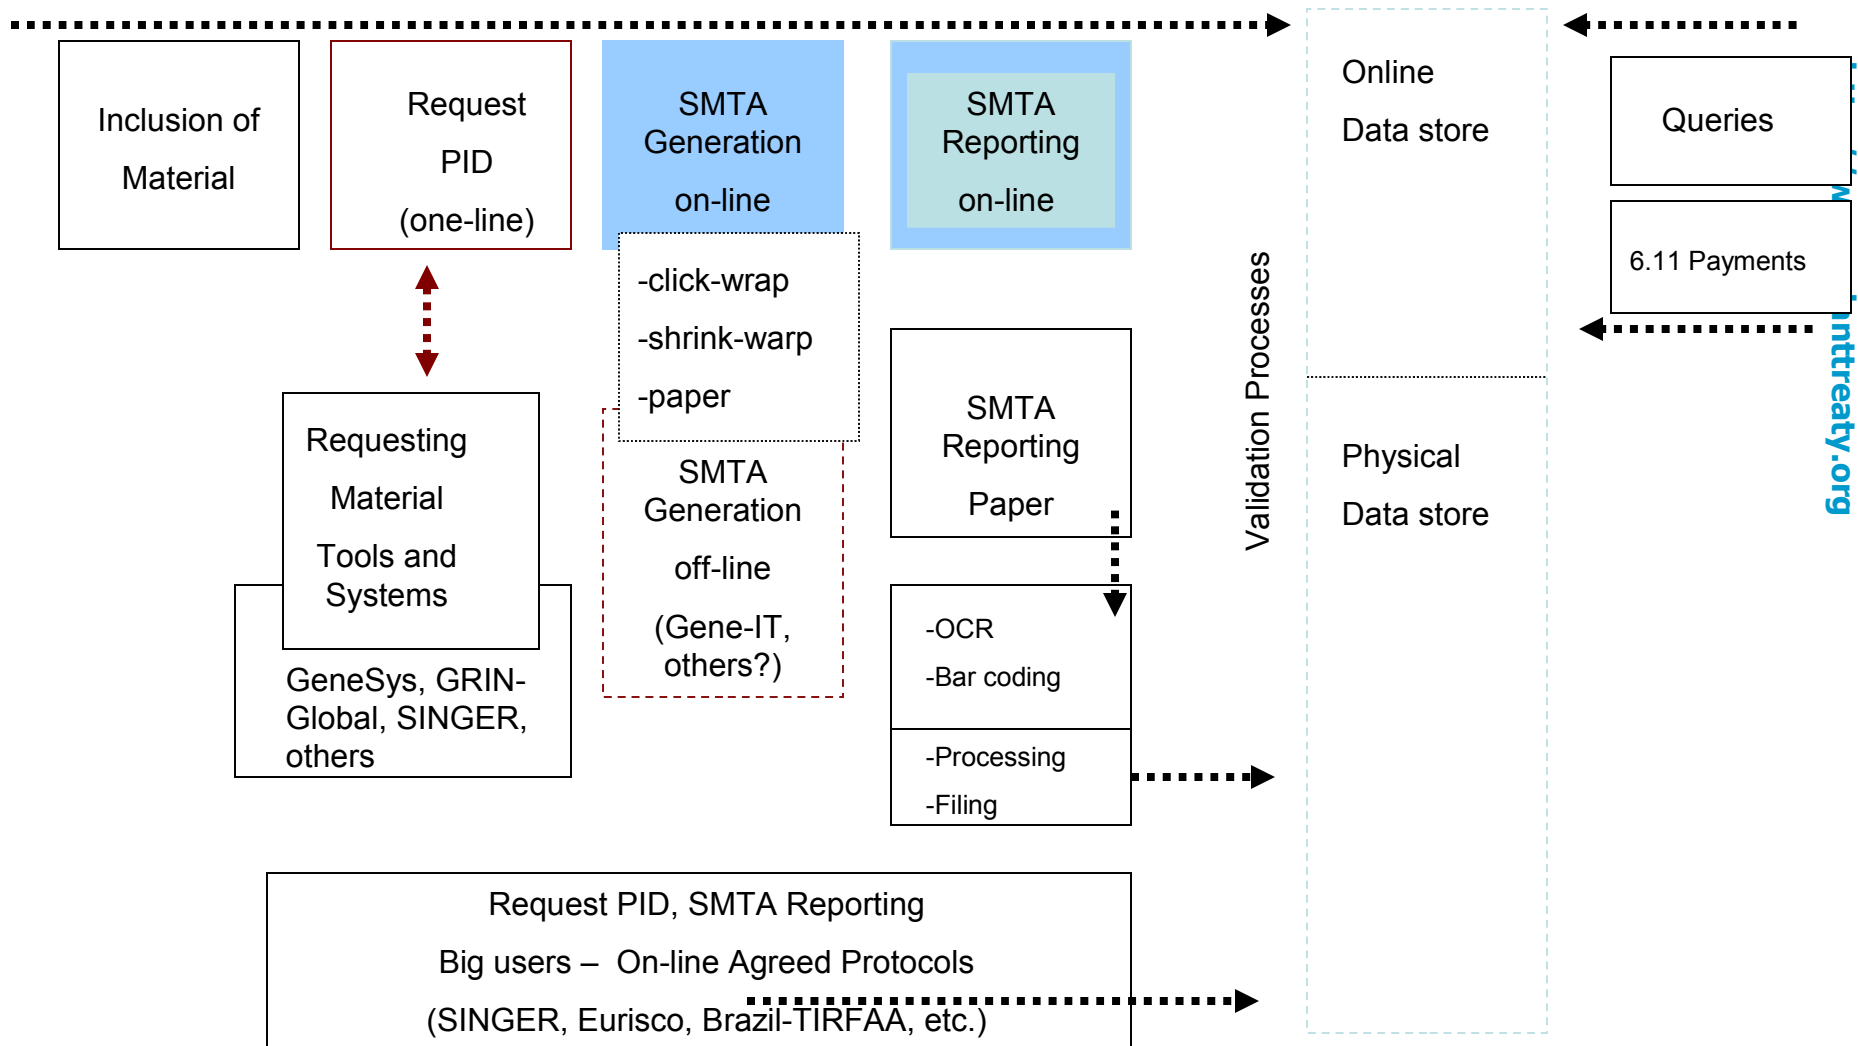 Inclusion of
Material
Request
PID
(one-line)
SMTA
Generation
on-line
SMTA
Reporting
on-line
-click-wrap
-shrink-warp
-paper
Requesting
Material
Tools and
Systems
GeneSys, GRIN-
Global, SINGER,
others
SMTA
Generation
off-line
(Gene-IT,
others?)
SMTA
Reporting
Paper
-OCR
-Bar coding
-Processing
-Filing
Request PID, SMTA Reporting
Big users – On-line Agreed Protocols
(SINGER, Eurisco, Brazil-TIRFAA, etc.)
Validation Processes
Online
Data store
Physical
Data store
Queries
6.11 Payments
anttreaty.org